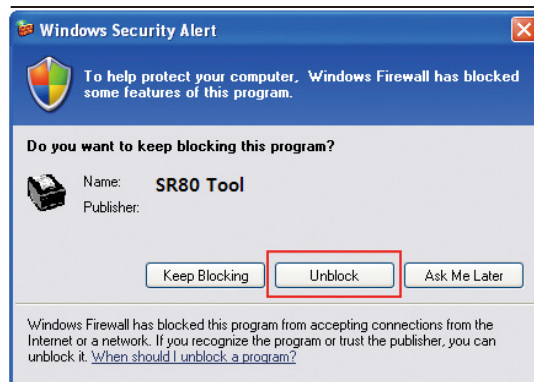 Windows Security Alert
To help protect your computer, Windows Firewall has blocked
some features of this program.
Do you want to keep blocking this program?
Name: SR80 Tool
Publisher:
Keep Blocking Unblock Ask Me Later
Windows Firewall has blocked this program from accepting connections from the
Internet or a network. If you recognize the program or trust the publisher, you can
unblock it. When should I unblock a program?